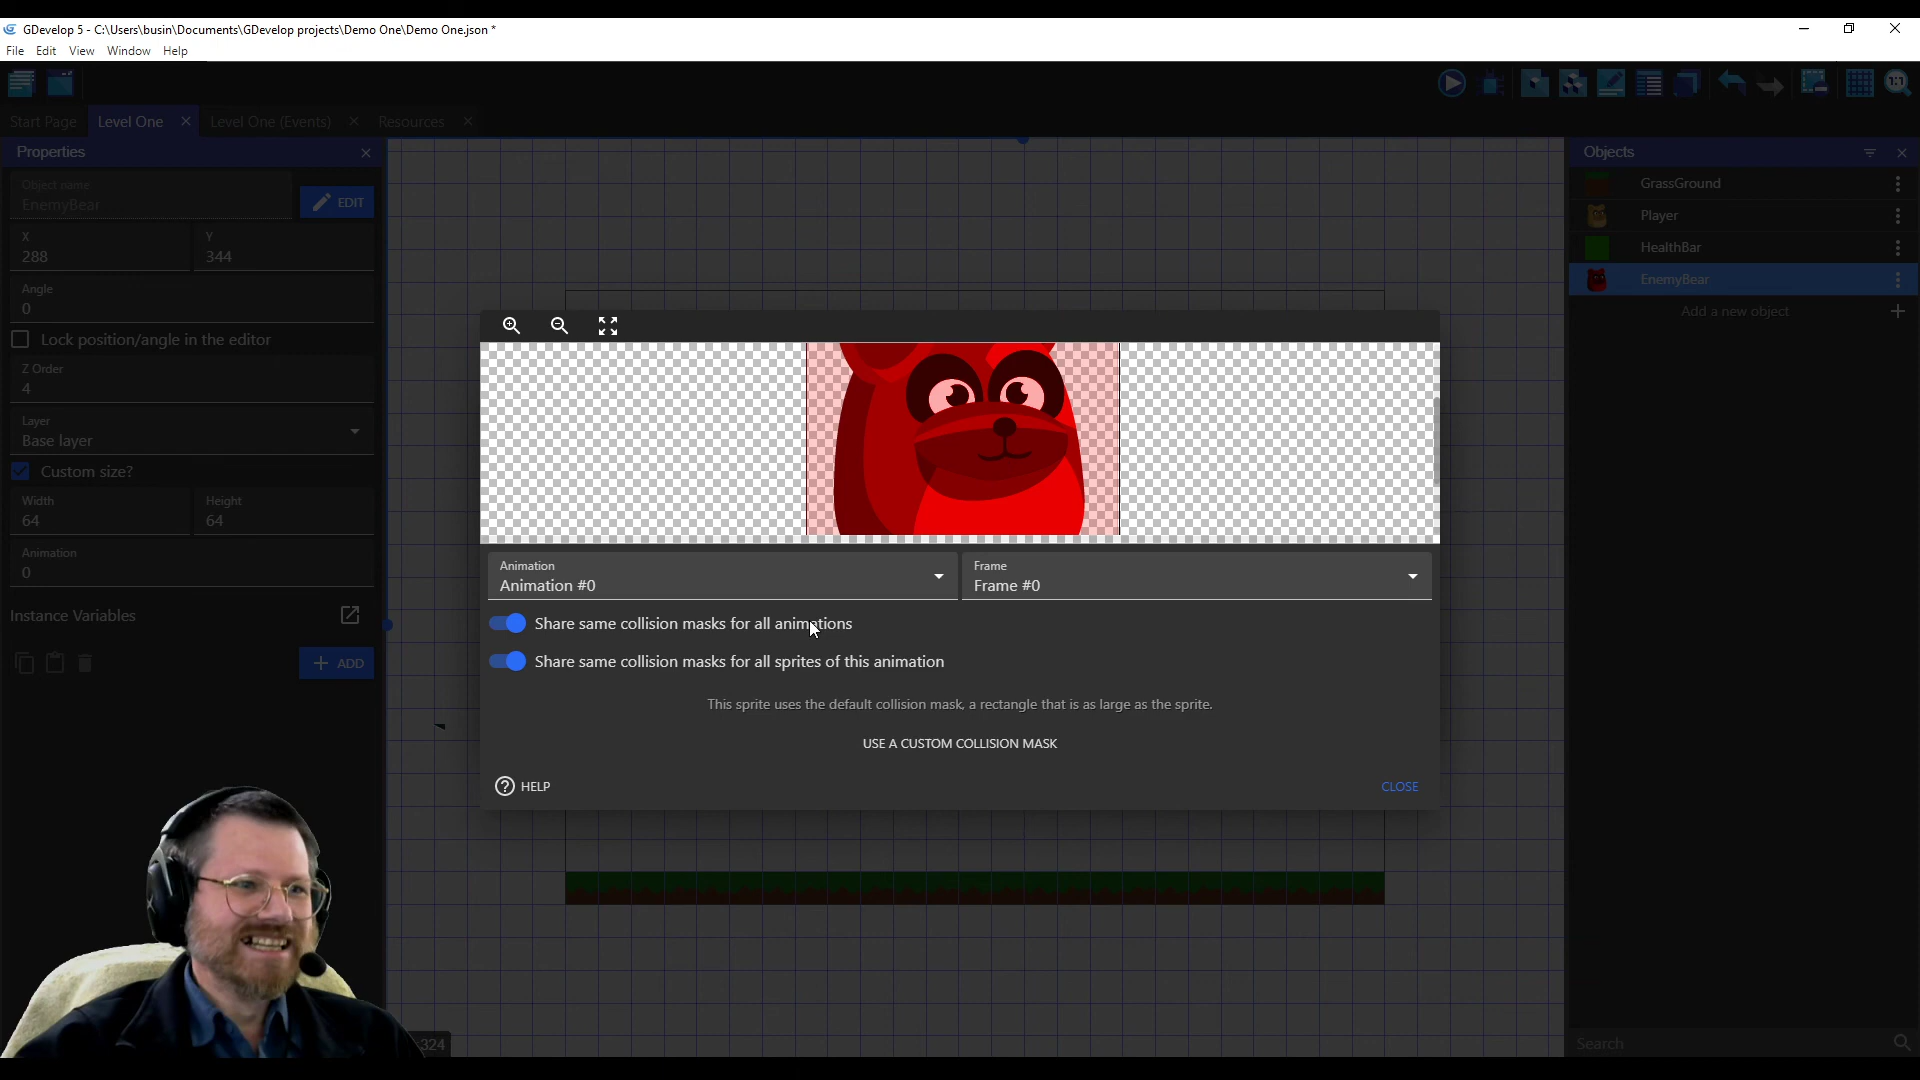 GDevelop 5 - C:\Users\busin\Documents\GDevelop projects\Demo One\Demo One.json *
File Edit View Window Help
1:1
Start Page Level One Level One (Events) Resources
Properties
Objects
Object name
EnemyBear
EDIT
X Y
288 344
Angle
0
Lock position/angle in the editor
Z Order
4
Layer
Base layer
Custom size?
Width Height
64 64
Animation
0
Instance Variables
ADD
GrassGround
Player
HealthBar
EnemyBear
Add a new object
Animation
Animation #0
Frame
Frame #0
Share same collision masks for all animations
Share same collision masks for all sprites of this animation
This sprite uses the default collision mask, a rectangle that is as large as the sprite.
USE A CUSTOM COLLISION MASK
HELP
CLOSE
324
Search